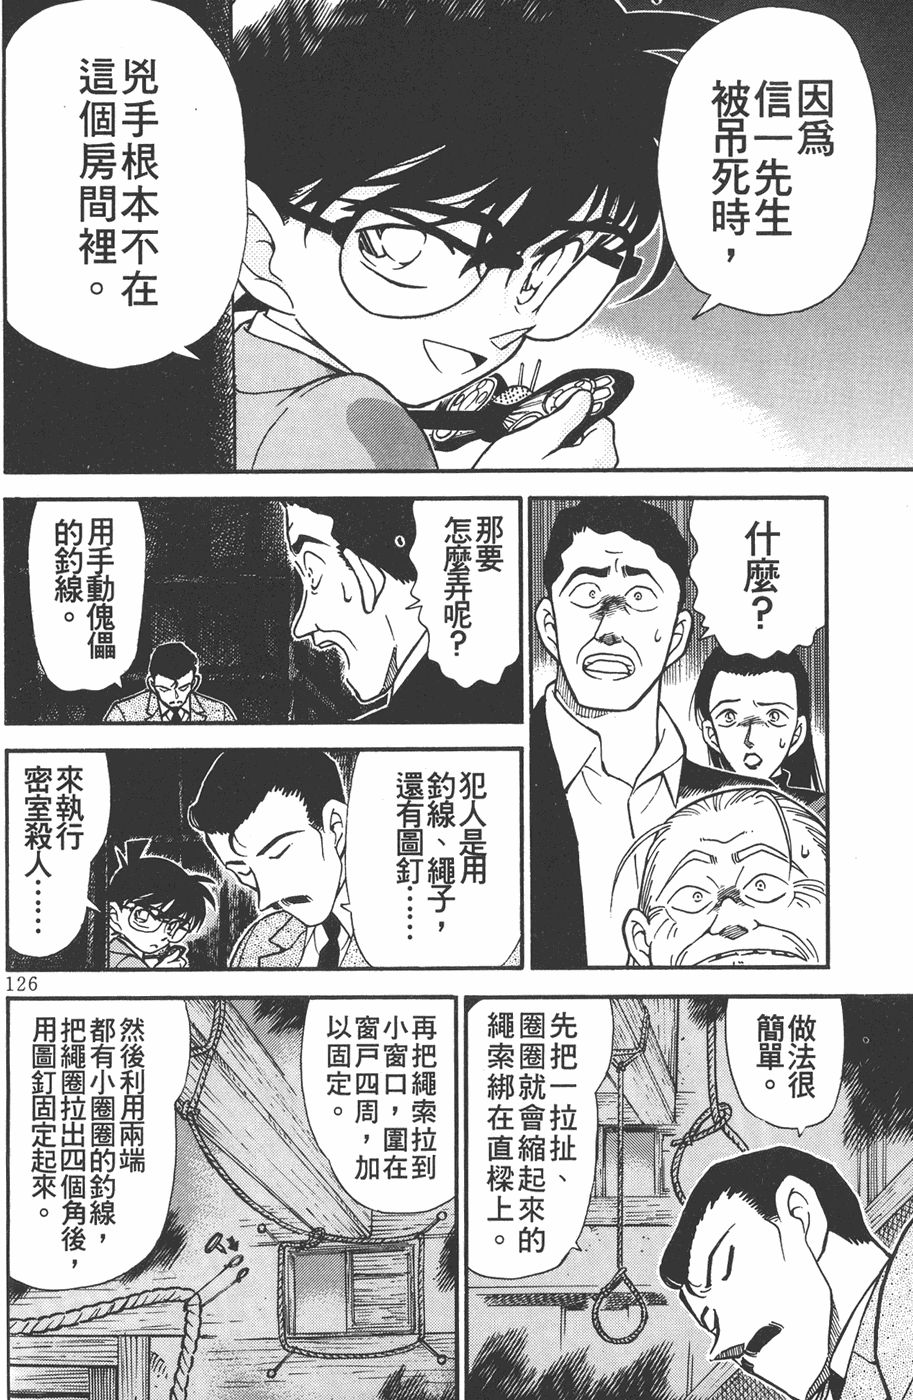 因為
信一先生
被吊死時，
兇手根本不在
這個房間裡。
什麼？
那要
怎麼弄呢？
用手動傀儡
的釣線。
犯人是用
釣線、繩子，
還有圖釘……
來執行
密室殺人……
126
做法很
簡單。
先把一拉扯、
圈圈就會縮起來的
繩索綁在直樑上。
再把繩索拉到
小窗口，圍在
窗戸四周，加
以固定。
然後利用兩端
都有小圈圈的釣線，
把繩圈拉出四個角後，
用圖釘固定起來。